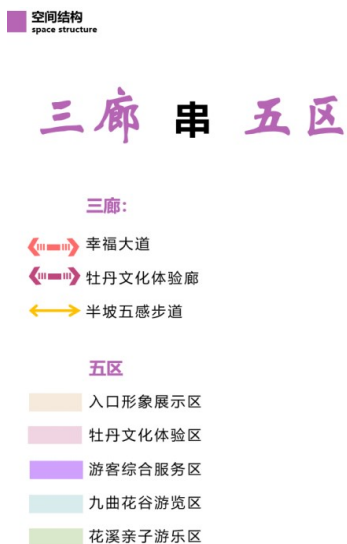 空间结构
space structure
三廊 串 五区
三廊:
幸福大道
牡丹文化体验廊
半坡五感步道
五区
入口形象展示区
牡丹文化体验区
游客综合服务区
九曲花谷游览区
花溪亲子游乐区